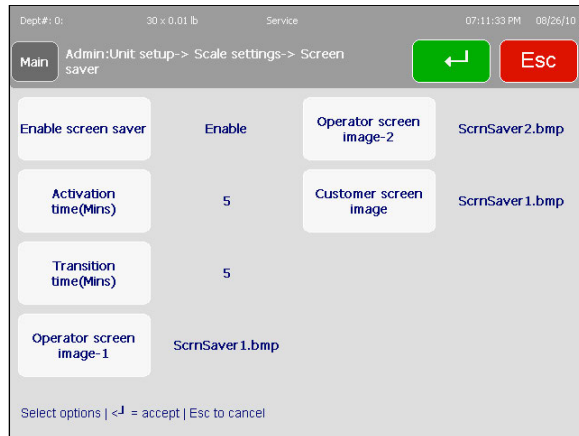 Dept#: 0: 30 x 0.01 lb Service 07:11:33 PM 08/26/10
Main
Admin:Unit setup-> Scale settings-> Screen
saver
Esc
Enable screen saver Enable
Operator screen
image-2
ScrnSaver2.bmp
Activation
time(Mins)
5
Customer screen
image
ScrnSaver1.bmp
Transition
time(Mins)
5
Operator screen
image-1
ScrnSaver1.bmp
Select options | <┘ = accept | Esc to cancel